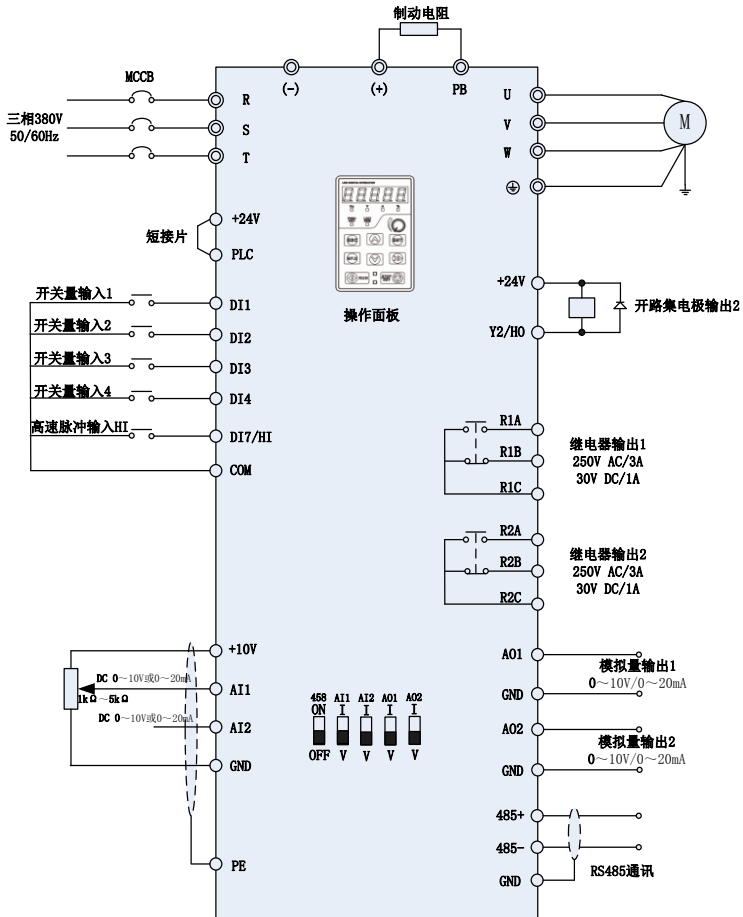 制动电阻
MCCB
(-)
(+)
PB
三相380V
50/60Hz
R
S
T
U
V
W
M
+24V
短接片
PLC
操作面板
开关量输入1
DI1
开关量输入2
DI2
开关量输入3
DI3
开关量输入4
DI4
高速脉冲输入HI
DI7/HI
COM
+24V
开路集电极输出2
Y2/HO
R1A
R1B
R1C
继电器输出1
250V AC/3A
30V DC/1A
R2A
R2B
R2C
继电器输出2
250V AC/3A
30V DC/1A
+10V
DC 0～10V或0～20mA
AI1
1kΩ～5kΩ
DC 0～10V或0～20mA
AI2
GND
PE
458 AI1 AI2 AO1 AO2
ON I I I I
OFF V V V V
AO1
模拟量输出1
0～10V/0～20mA
GND
AO2
模拟量输出2
0～10V/0～20mA
GND
485+
485-
RS485通讯
GND